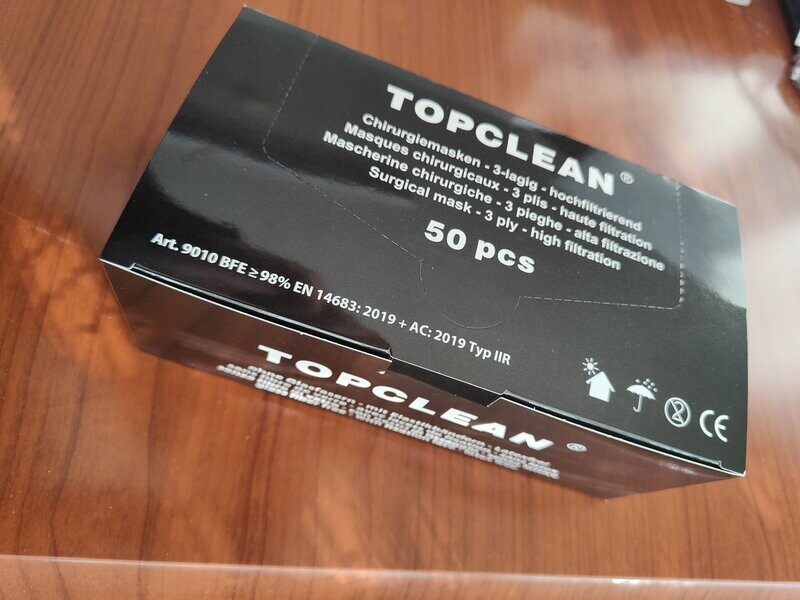 TOPCLEAN®
Chirurgiemasken - 3-lagig - hochfiltrierend
Masques chirurgicaux - 3 plis - haute filtration
Mascherine chirurgiche - 3 pieghe - alta filtrazione
Surgical mask - 3 ply - high filtration
50 pcs
Art. 9010 BFE ≥ 98% EN 14683: 2019 + AC: 2019 Typ IIR
CE
TOPCLEAN®